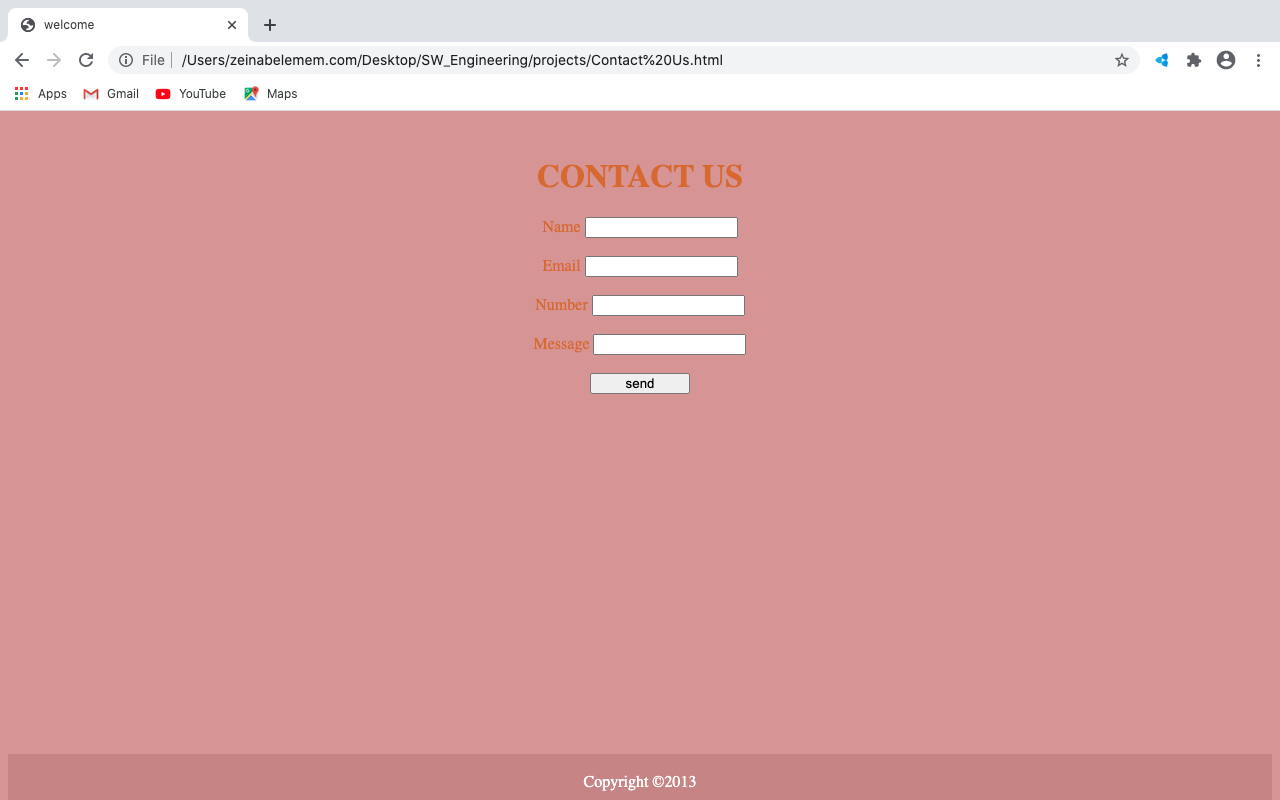 welcome
File /Users/zeinabelemem.com/Desktop/SW_Engineering/projects/Contact%20Us.html
Apps Gmail YouTube Maps
CONTACT US
Name
Email
Number
Message
send
Copyright ©2013